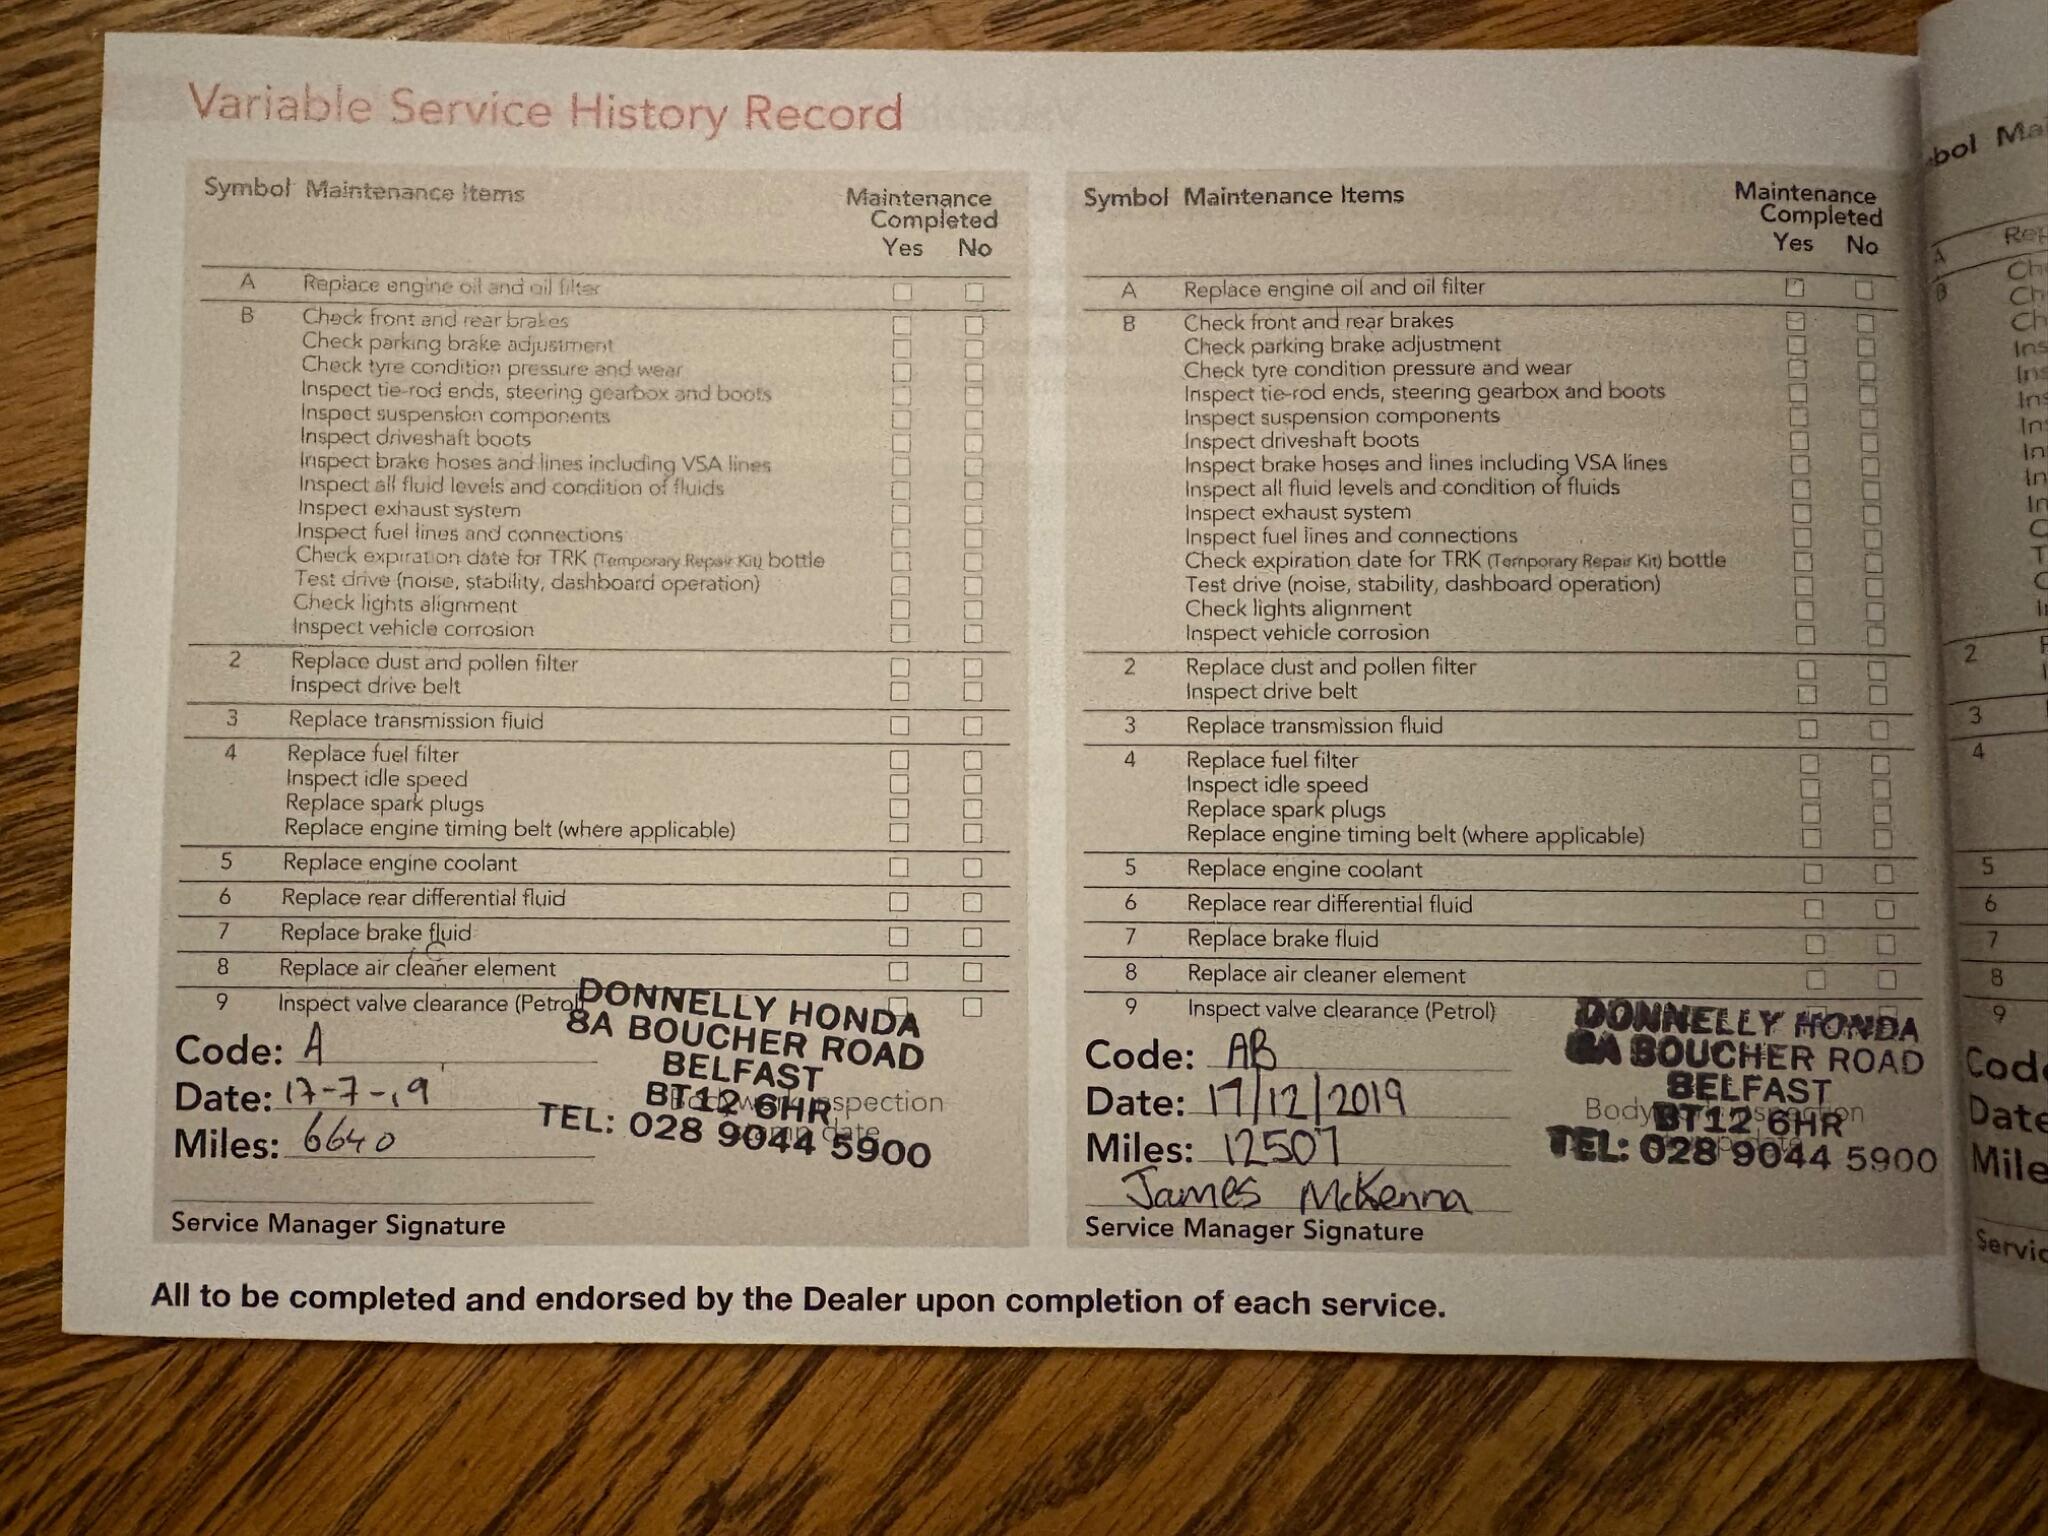 Variable Service History Record
Symbol Maintenance Items Maintenance Completed
Yes No
A Replace engine oil and oil filter
B Check front and rear brakes
Check parking brake adjustment
Check tyre condition pressure and wear
Inspect tie-rod ends, steering gearbox and boots
Inspect suspension components
Inspect driveshaft boots
Inspect brake hoses and lines including VSA lines
Inspect all fluid levels and condition of fluids
Inspect exhaust system
Inspect fuel lines and connections
Check expiration date for TRK (Temporary Repair Kit) bottle
Test drive (noise, stability, dashboard operation)
Check lights alignment
Inspect vehicle corrosion
2 Replace dust and pollen filter
Inspect drive belt
3 Replace transmission fluid
4 Replace fuel filter
Inspect idle speed
Replace spark plugs
Replace engine timing belt (where applicable)
5 Replace engine coolant
6 Replace rear differential fluid
7 Replace brake fluid
8 Replace air cleaner element
9 Inspect valve clearance (Petrol
DONNELLY HONDA
8A BOUCHER ROAD
BELFAST
BT12 6HR
TEL: 028 9044 5900
Code: A
Date: 17-7-19
Miles: 6640
Service Manager Signature
Symbol Maintenance Items Maintenance Completed
Yes No
A Replace engine oil and oil filter
B Check front and rear brakes
Check parking brake adjustment
Check tyre condition pressure and wear
Inspect tie-rod ends, steering gearbox and boots
Inspect suspension components
Inspect driveshaft boots
Inspect brake hoses and lines including VSA lines
Inspect all fluid levels and condition of fluids
Inspect exhaust system
Inspect fuel lines and connections
Check expiration date for TRK (Temporary Repair Kit) bottle
Test drive (noise, stability, dashboard operation)
Check lights alignment
Inspect vehicle corrosion
2 Replace dust and pollen filter
Inspect drive belt
3 Replace transmission fluid
4 Replace fuel filter
Inspect idle speed
Replace spark plugs
Replace engine timing belt (where applicable)
5 Replace engine coolant
6 Replace rear differential fluid
7 Replace brake fluid
8 Replace air cleaner element
9 Inspect valve clearance (Petrol)
DONNELLY HONDA
8A BOUCHER ROAD
BELFAST
BT12 6HR
TEL: 028 9044 5900
Code: AB
Date: 17/12/2019
Miles: 12507
James McKenna
Service Manager Signature
All to be completed and endorsed by the Dealer upon completion of each service.